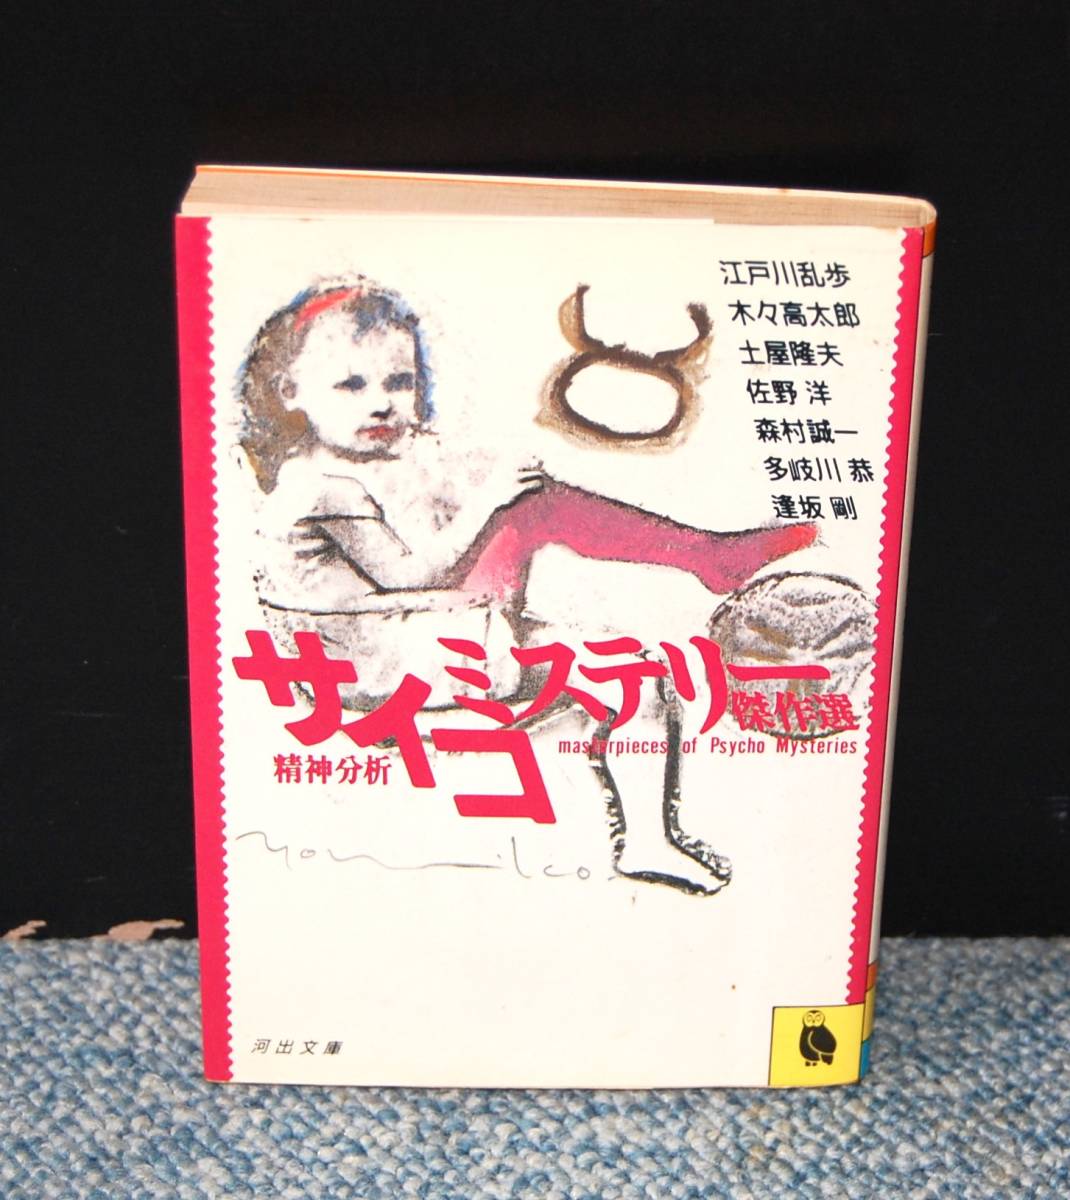 江戸川乱歩
木々高太郎
土屋隆夫
佐野 洋
森村誠一
多岐川 恭
逢坂 剛
サイコ
ミステリー
傑作選
masterpieces of Psycho Mysteries
精神分析
河出文庫